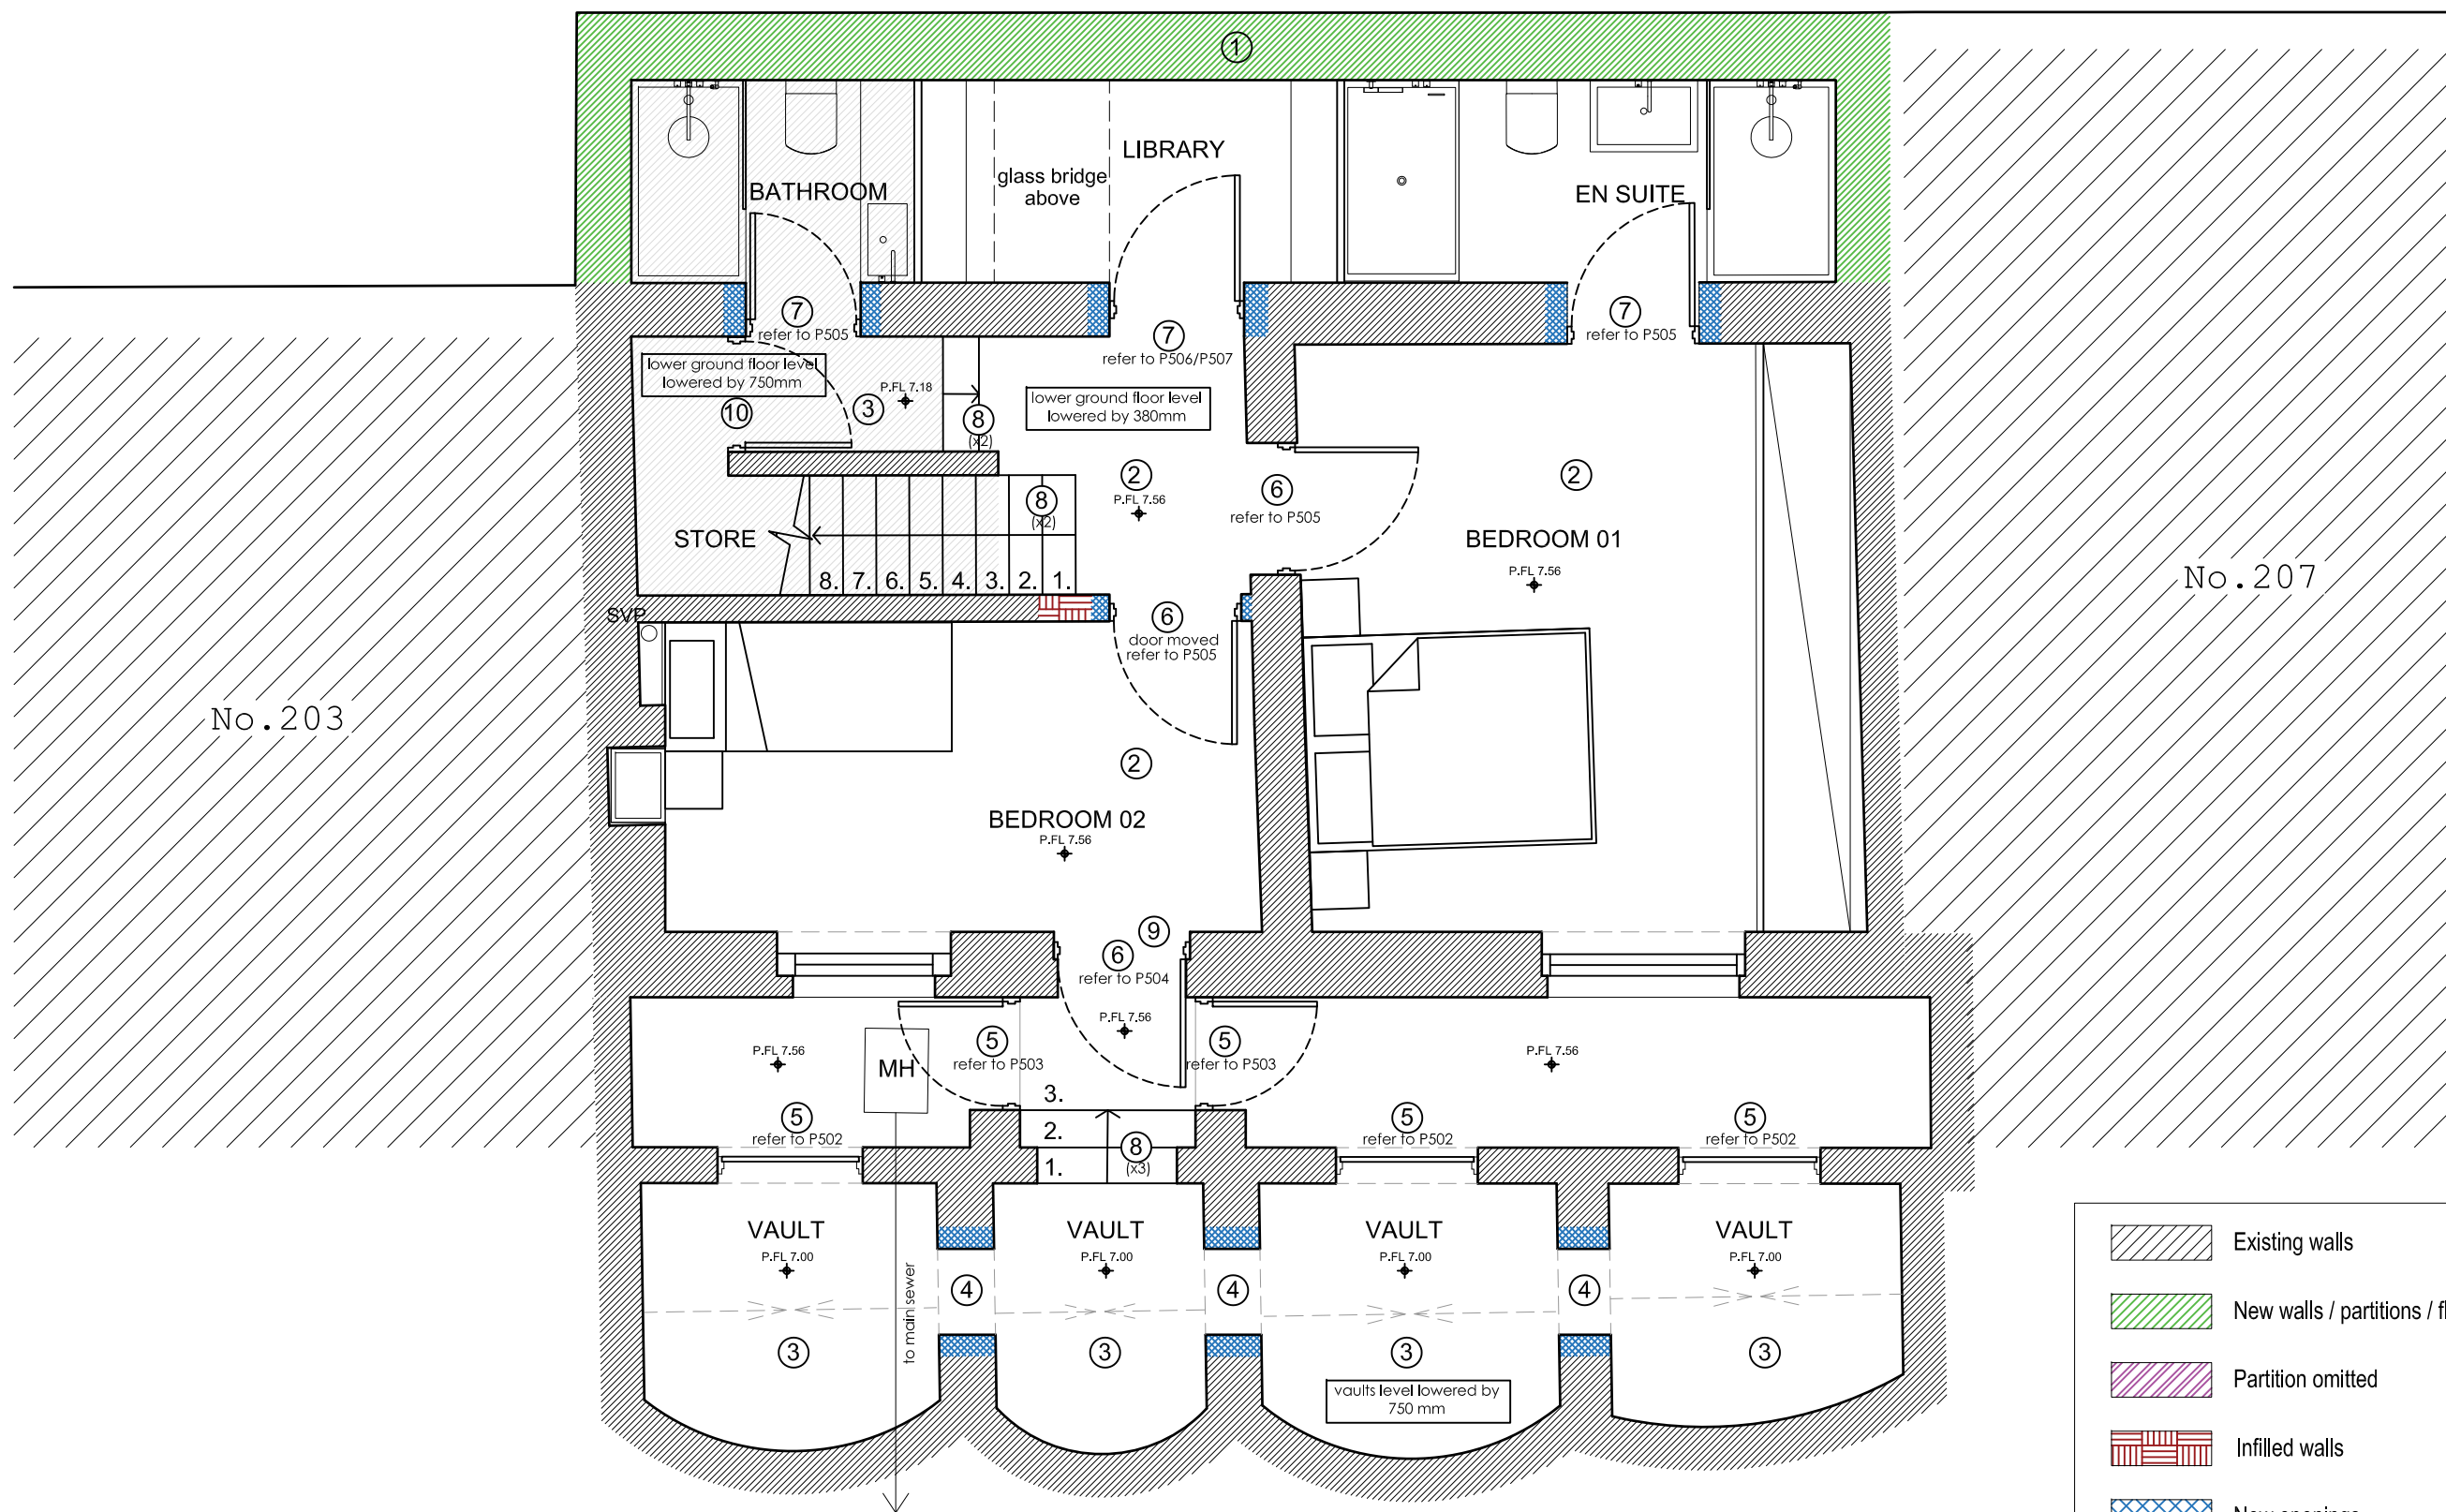 1
LIBRARY
glass bridge
above
BATHROOM
EN SUITE
7
refer to P505
7
refer to P506/P507
7
refer to P505
lower ground floor level
lowered by 750mm
P.FL 7.18
10
3
8
(x2)
lower ground floor level
lowered by 380mm
2
P.FL 7.56
6
refer to P505
2
8
(x2)
STORE
BEDROOM 01
P.FL 7.56
8.
7.
6.
5.
4.
3.
2.
1.
No.207
SVP
6
door moved
refer to P505
No.203
2
BEDROOM 02
P.FL 7.56
9
6
refer to P504
P.FL 7.56
P.FL 7.56
MH
5
refer to P503
5
refer to P503
P.FL 7.56
3.
2.
1.
8
(x3)
5
refer to P502
5
refer to P502
5
refer to P502
VAULT
P.FL 7.00
VAULT
P.FL 7.00
VAULT
P.FL 7.00
VAULT
P.FL 7.00
to main sewer
4
4
4
3
3
3
3
vaults level lowered by
750 mm
Existing walls
New walls / partitions /
Partition omitted
Infilled walls